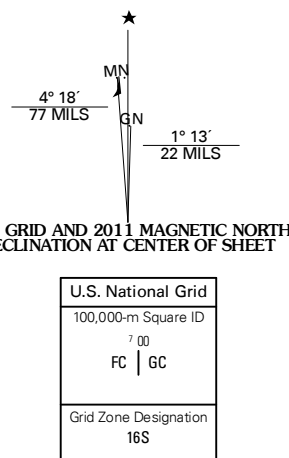 ★
MN
GN
4° 18´
77 MILS
1° 13´
22 MILS
GRID AND 2011 MAGNETIC NORTH
ECLINATION AT CENTER OF SHEET
U.S. National Grid
100,000-m Square ID
7 00
FC | GC
Grid Zone Designation
16S